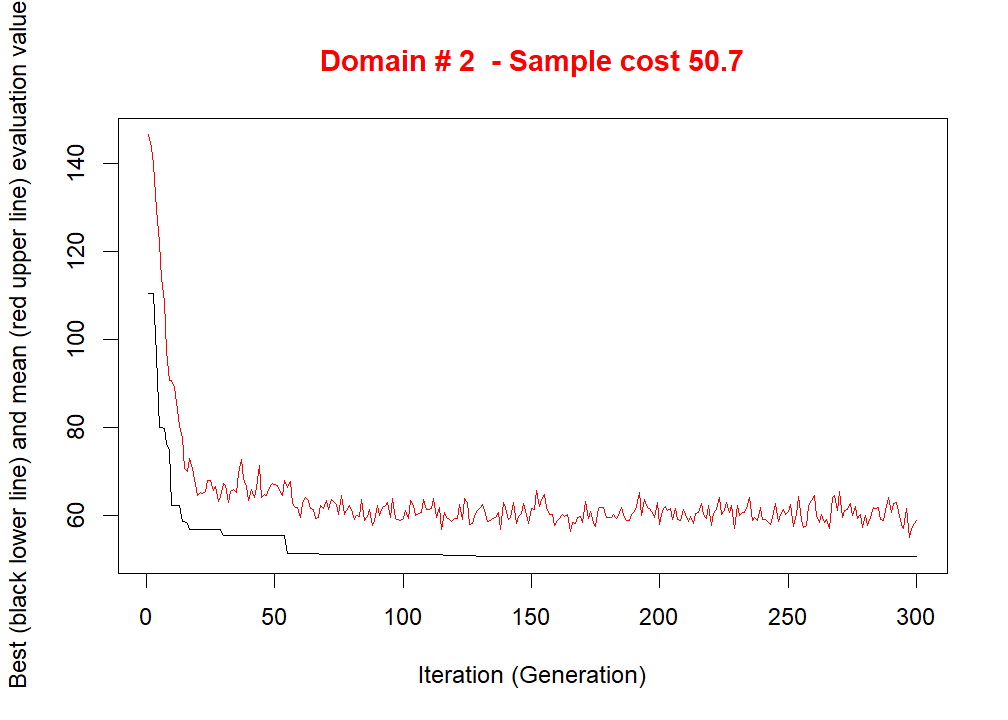 Domain # 2  - Sample cost 50.7
Best (black lower line) and mean (red upper line) evaluation value
140
120
100
80
60
0 50 100 150 200 250 300
Iteration (Generation)